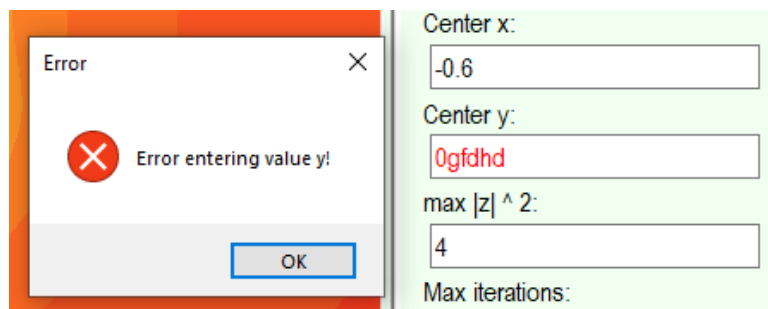 Error
Error entering value y!
OK
Center x:
-0.6
Center y:
0gfdhd
max |z| ^ 2:
4
Max iterations: